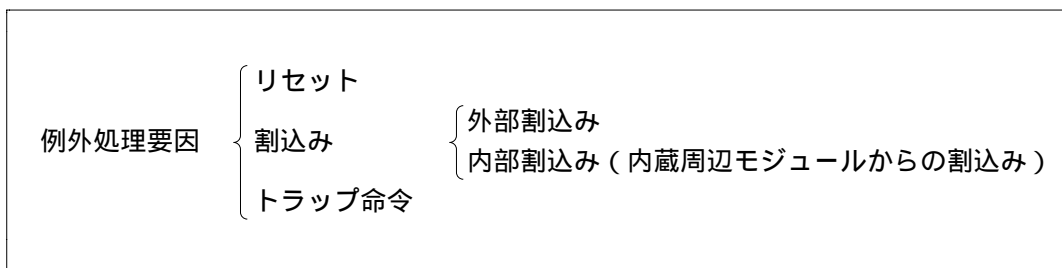 リセット
例外処理要因 割込み 外部割込み
内部割込み(内蔵周辺モジュールからの割込み)
トラップ命令